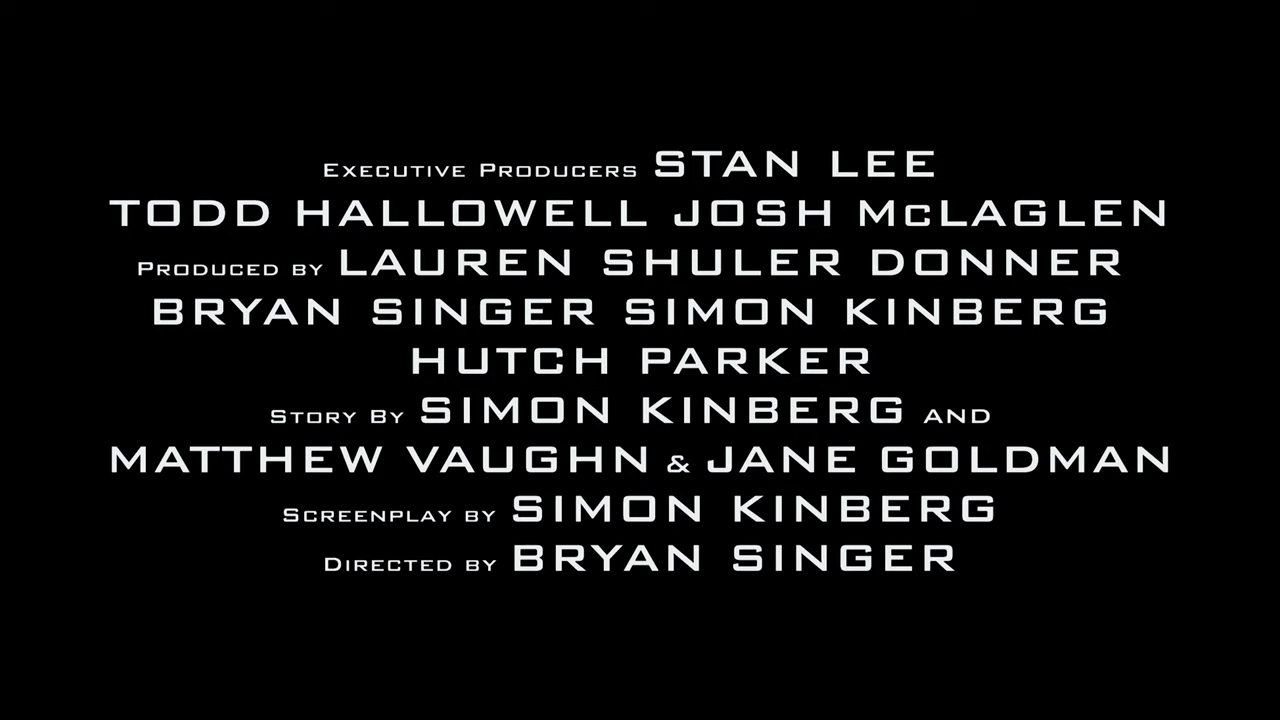 Executive Producers STAN LEE
TODD HALLOWELL JOSH McLAGLEN
Produced by LAUREN SHULER DONNER
BRYAN SINGER SIMON KINBERG
HUTCH PARKER
Story By SIMON KINBERG and
MATTHEW VAUGHN & JANE GOLDMAN
Screenplay by SIMON KINBERG
Directed by BRYAN SINGER